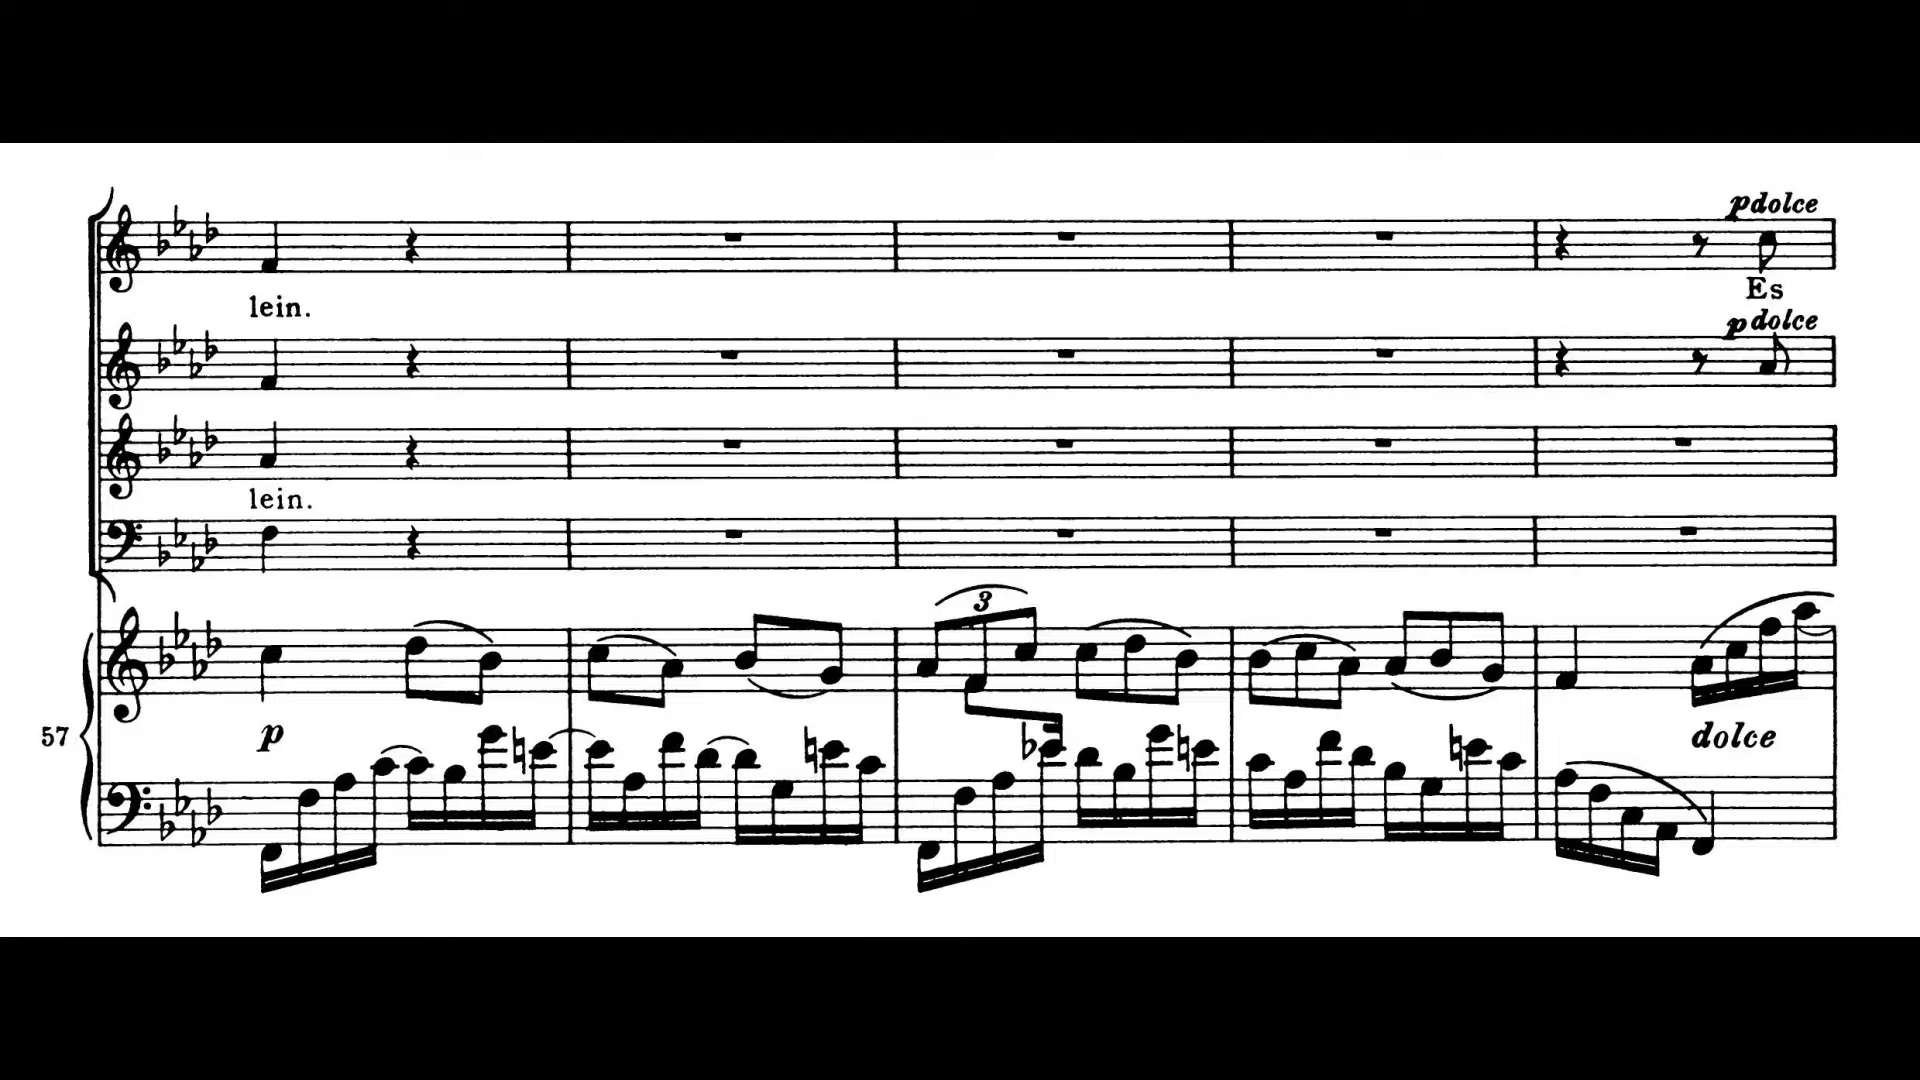 p dolce
Es
lein.
p dolce
lein.
3
57
p
dolce